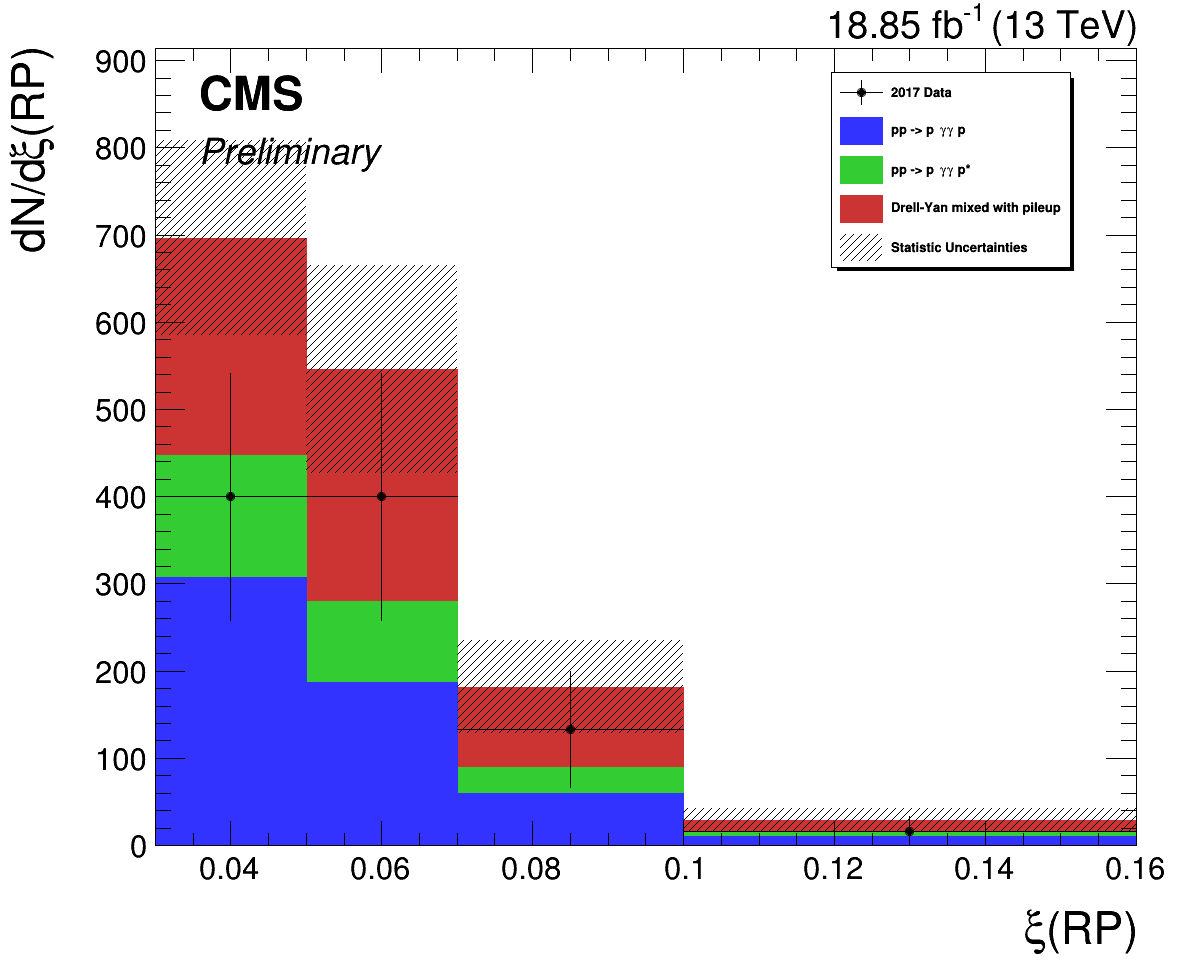 18.85 fb⁻¹ (13 TeV)
dN/dξ(RP)
CMS
Preliminary
2017 Data
pp -> p γγ p
pp -> p γγ p*
Drell-Yan mixed with pileup
Statistic Uncertainties
900
800
700
600
500
400
300
200
100
0
0.04 0.06 0.08 0.1 0.12 0.14 0.16
ξ(RP)